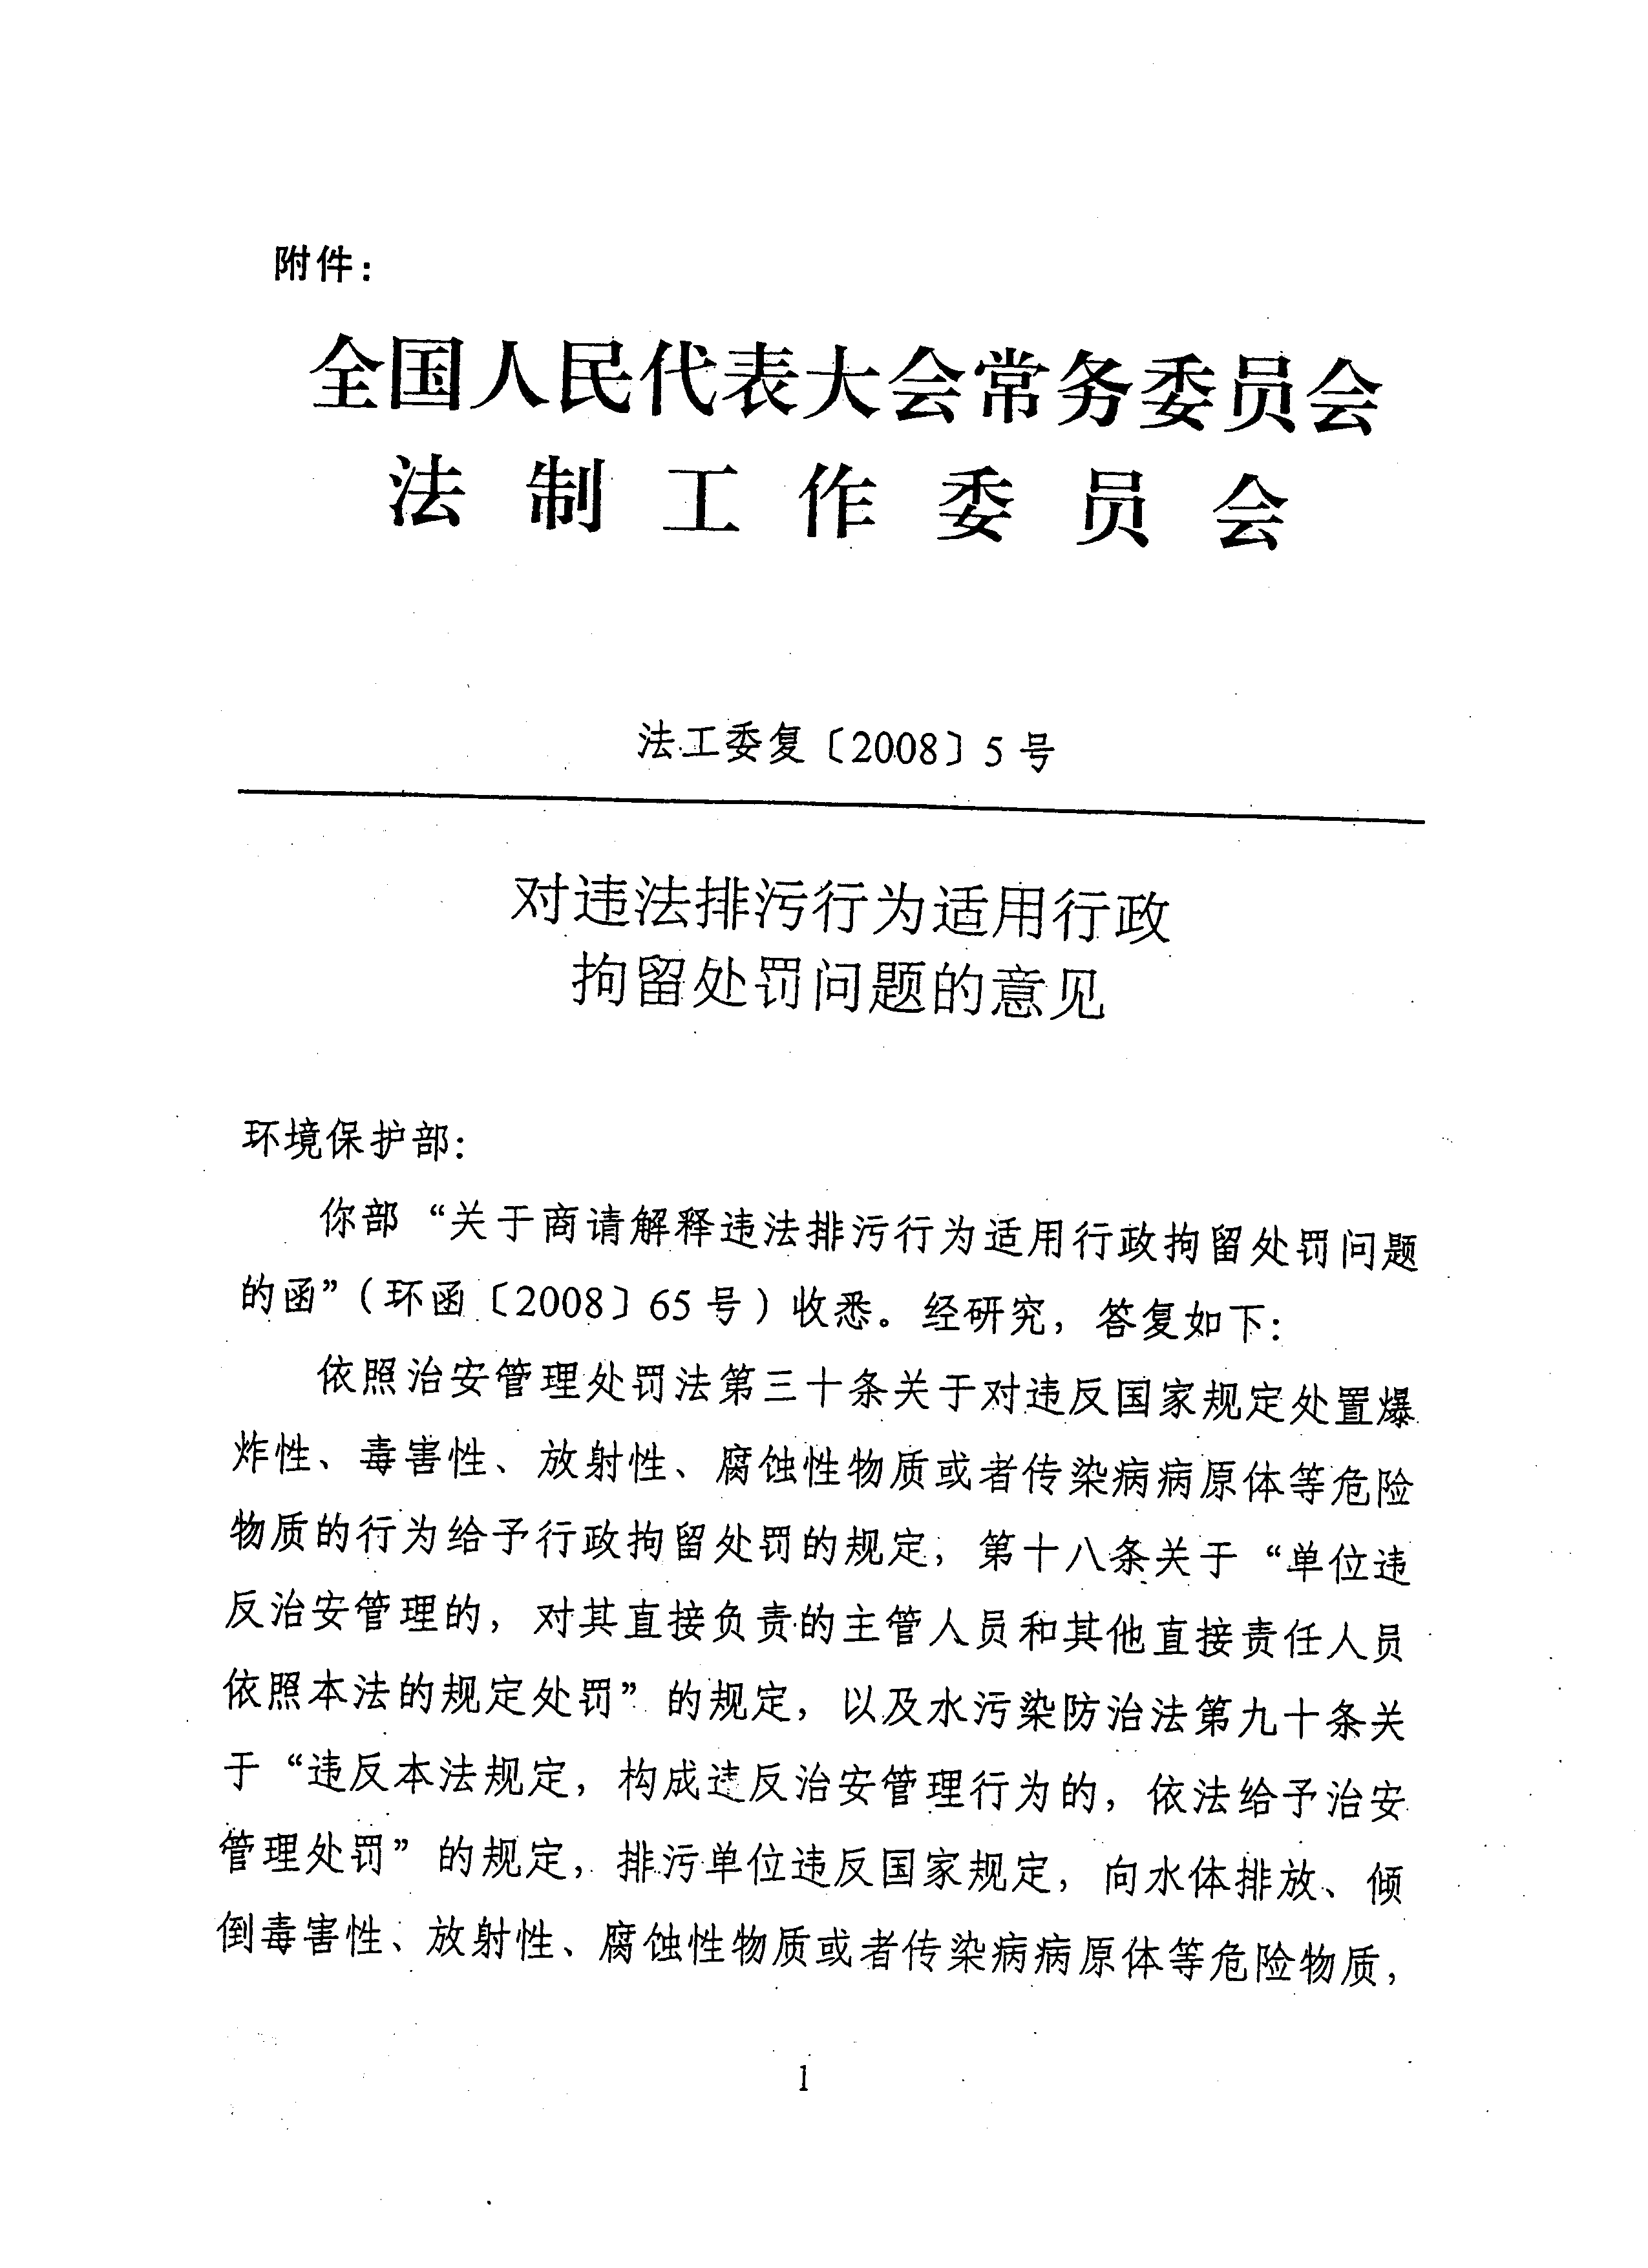 附件：
全国人民代表大会常务委员会
法制工作委员会
法工委复〔2008〕5号
对违法排污行为适用行政
拘留处罚问题的意见
环境保护部：
你部“关于商请解释违法排污行为适用行政拘留处罚问题
的函”（环函〔2008〕65号）收悉。经研究，答复如下：
依照治安管理处罚法第三十条关于对违反国家规定处置爆
炸性、毒害性、放射性、腐蚀性物质或者传染病病原体等危险
物质的行为给予行政拘留处罚的规定，第十八条关于“单位违
反治安管理的，对其直接负责的主管人员和其他直接责任人员
依照本法的规定处罚”的规定，以及水污染防治法第九十条关
于“违反本法规定，构成违反治安管理行为的，依法给予治安
管理处罚”的规定，排污单位违反国家规定，向水体排放、倾
倒毒害性、放射性、腐蚀性物质或者传染病病原体等危险物质，
1